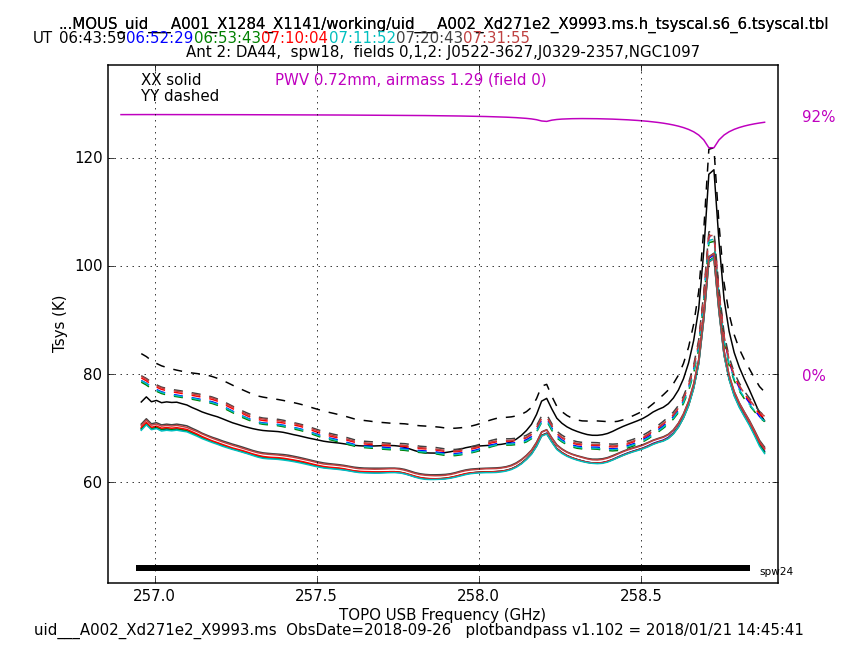 ...MOUS_uid___A001_X1284_X1141/working/uid___A002_Xd271e2_X9993.ms.h_tsyscal.s6_6.tsyscal.tbl
UT 06:43:59 06:52:29 06:53:43 07:10:04 07:11:52 07:20:43 07:31:55
Ant 2: DA44, spw18, fields 0,1,2: J0522-3627,J0329-2357,NGC1097
XX solid PWV 0.72mm, airmass 1.29 (field 0)
YY dashed
92%
120
100
Tsys (K)
80
0%
60
spw24
257.0 257.5 258.0 258.5
TOPO USB Frequency (GHz)
uid___A002_Xd271e2_X9993.ms ObsDate=2018-09-26 plotbandpass v1.102 = 2018/01/21 14:45:41